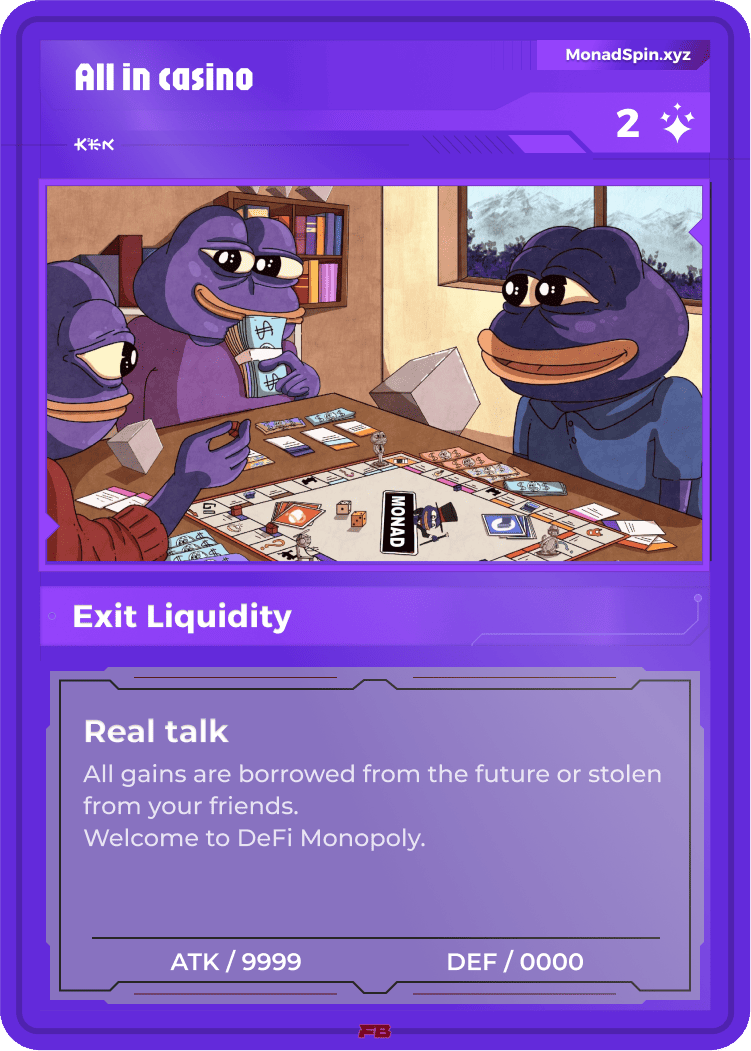 MonadSpin.xyz
All in casino
2
MONAD
Exit Liquidity
Real talk
All gains are borrowed from the future or stolen
from your friends.
Welcome to DeFi Monopoly.
ATK / 9999
DEF / 0000
FB